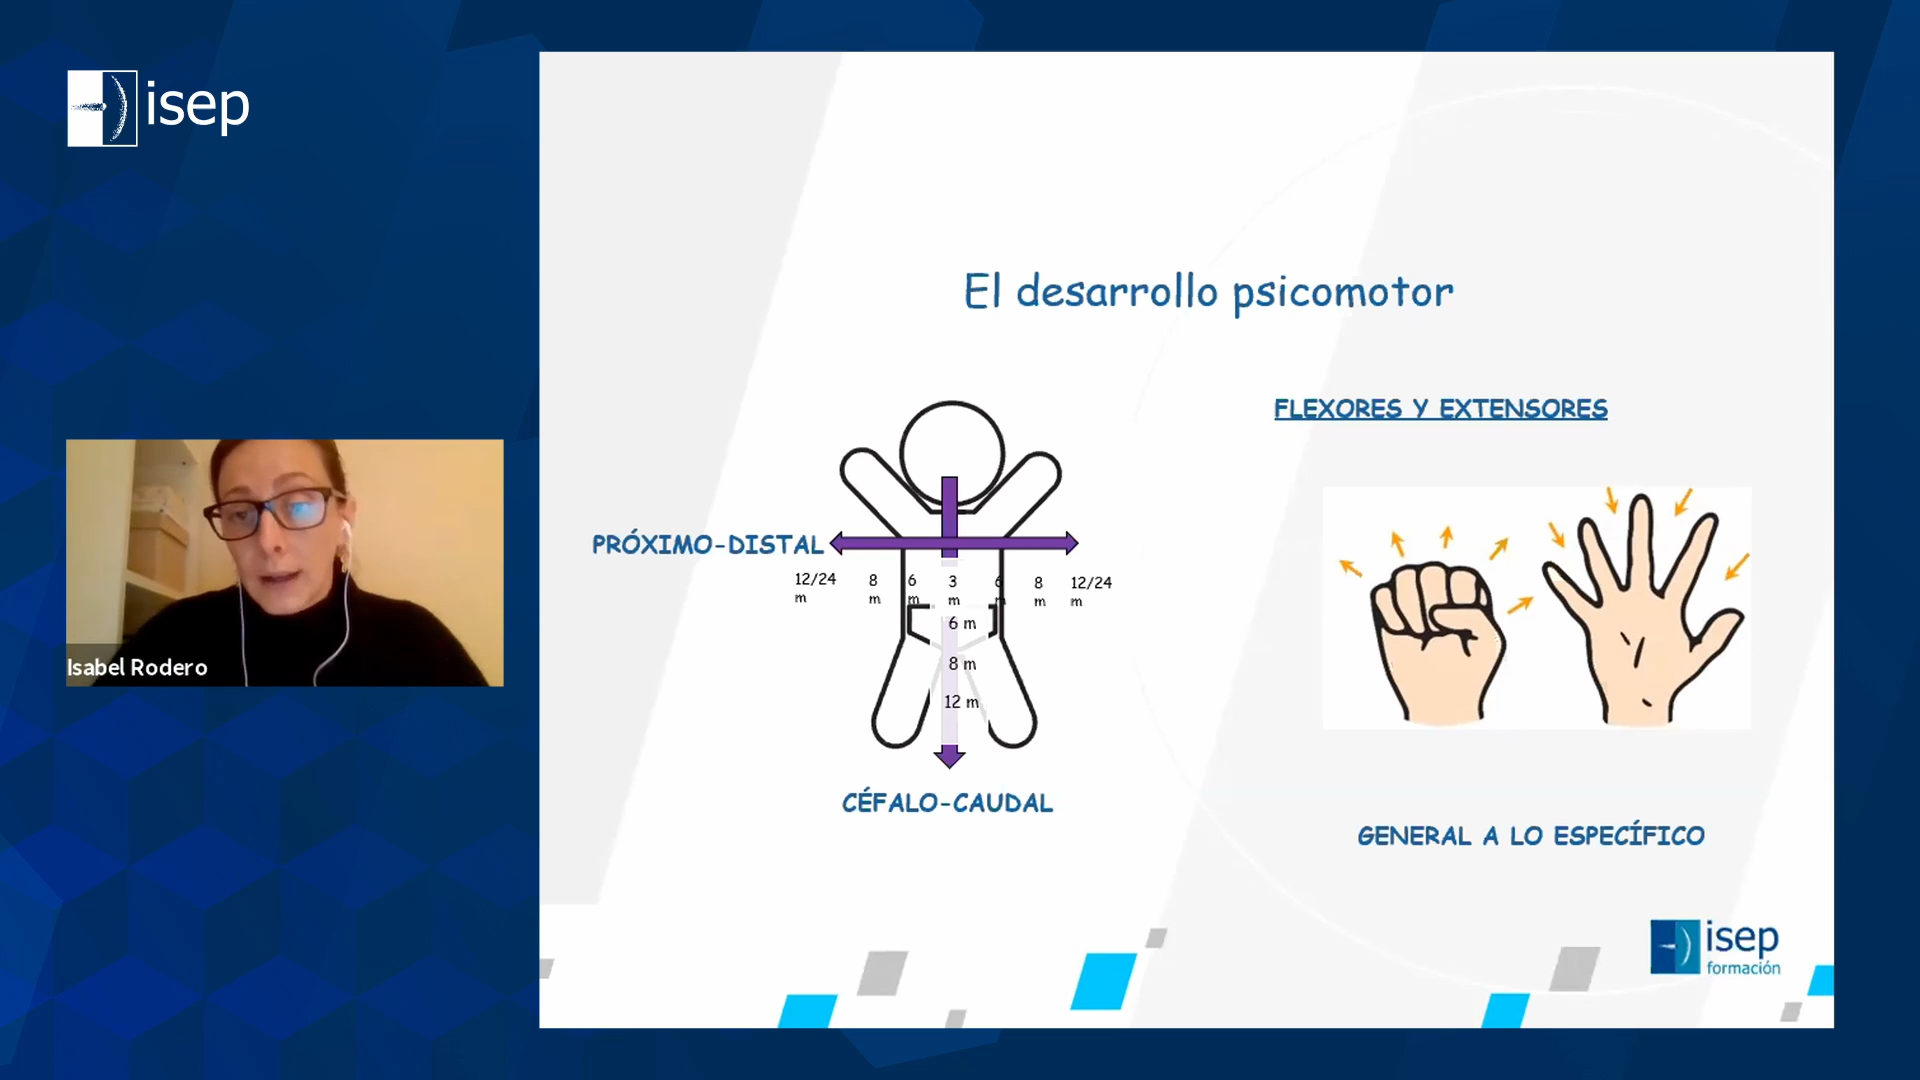 isep
El desarrollo psicomotor
FLEXORES Y EXTENSORES
PRÓXIMO-DISTAL
12/24 8 6 3 6 8 12/24
m m m m m m m
6 m
8 m
12 m
Isabel Rodero
CÉFALO-CAUDAL
GENERAL A LO ESPECÍFICO
isep
formación